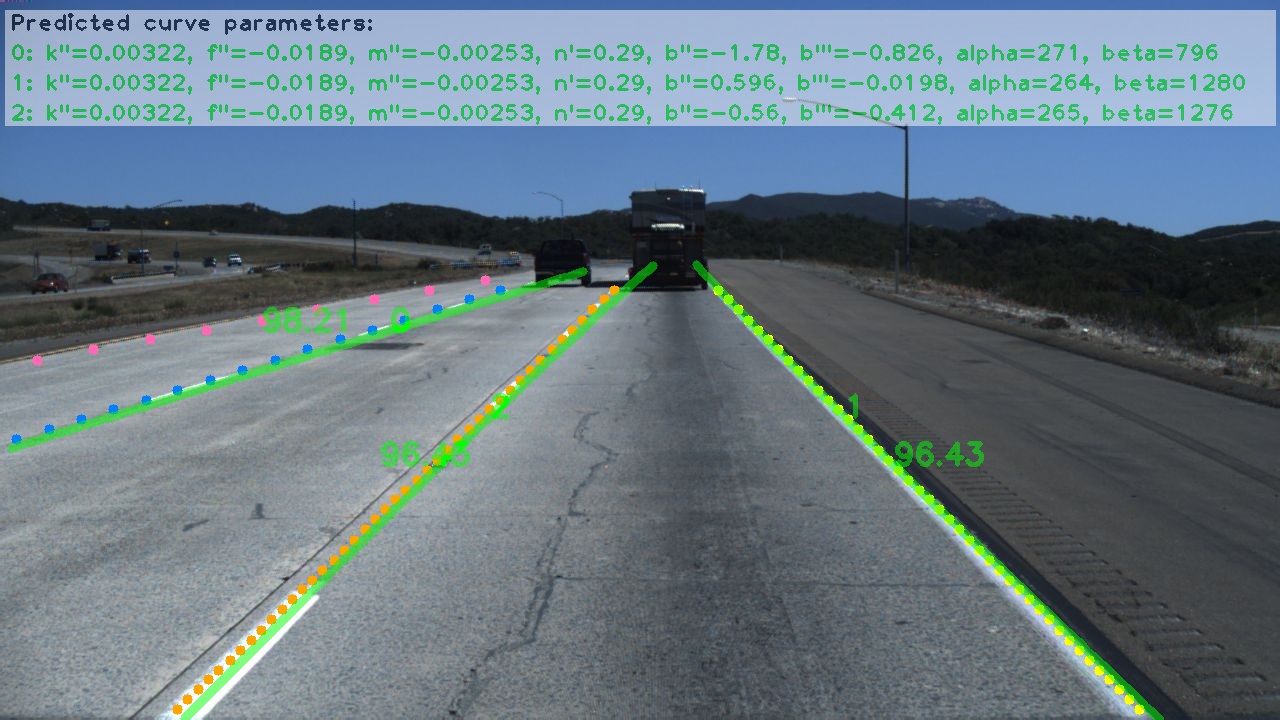 Predicted curve parameters:
0: k''=0.00322, f''=-0.0189, m''=-0.00253, n'=0.29, b''=-1.78, b'''=-0.826, alpha=271, beta=796
1: k''=0.00322, f''=-0.0189, m''=-0.00253, n'=0.29, b''=0.596, b'''=-0.0198, alpha=264, beta=1280
2: k''=0.00322, f''=-0.0189, m''=-0.00253, n'=0.29, b''=-0.56, b'''=-0.412, alpha=265, beta=1276
98.21 0
1
96.43